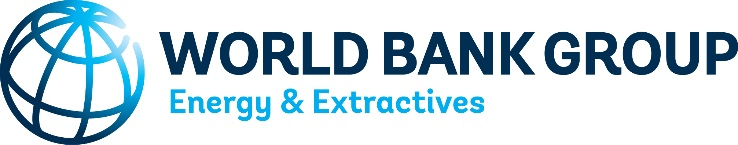 WORLD BANK GROUP
Energy & Extractives